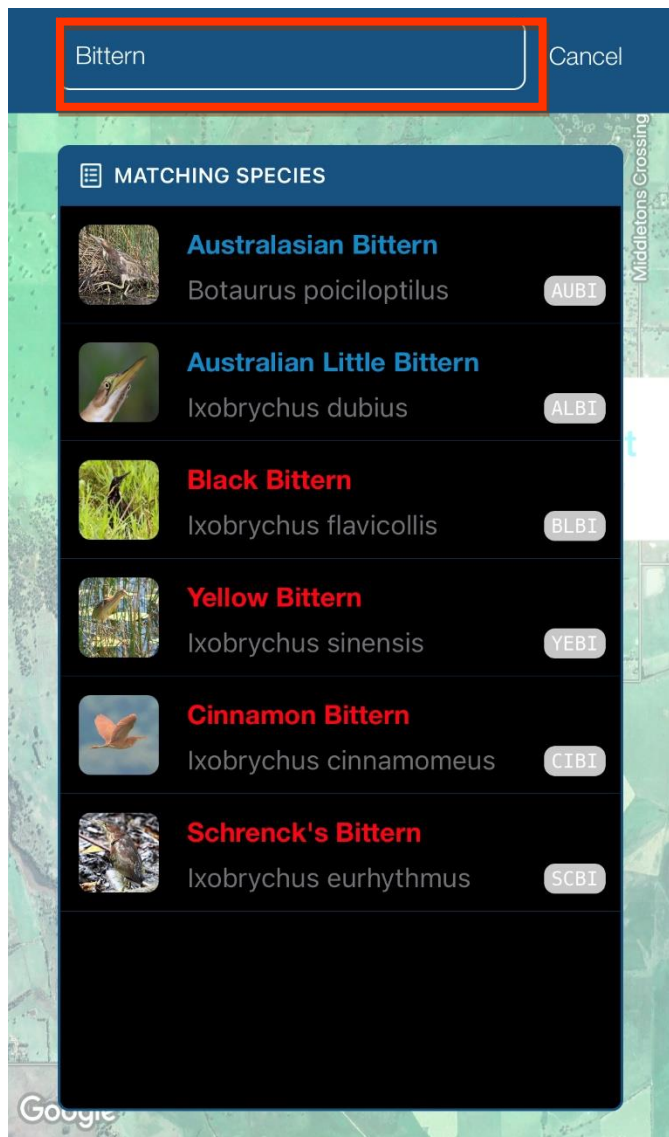 Bittern
Cancel
Middletons Crossing
MATCHING SPECIES
Australasian Bittern
Botaurus poiciloptilus
AUBI
Australian Little Bittern
Ixobrychus dubius
ALBI
t
Black Bittern
Ixobrychus flavicollis
BLBI
Yellow Bittern
Ixobrychus sinensis
YEBI
Cinnamon Bittern
Ixobrychus cinnamomeus
CIBI
Schrenck's Bittern
Ixobrychus eurhythmus
SCBI
Google